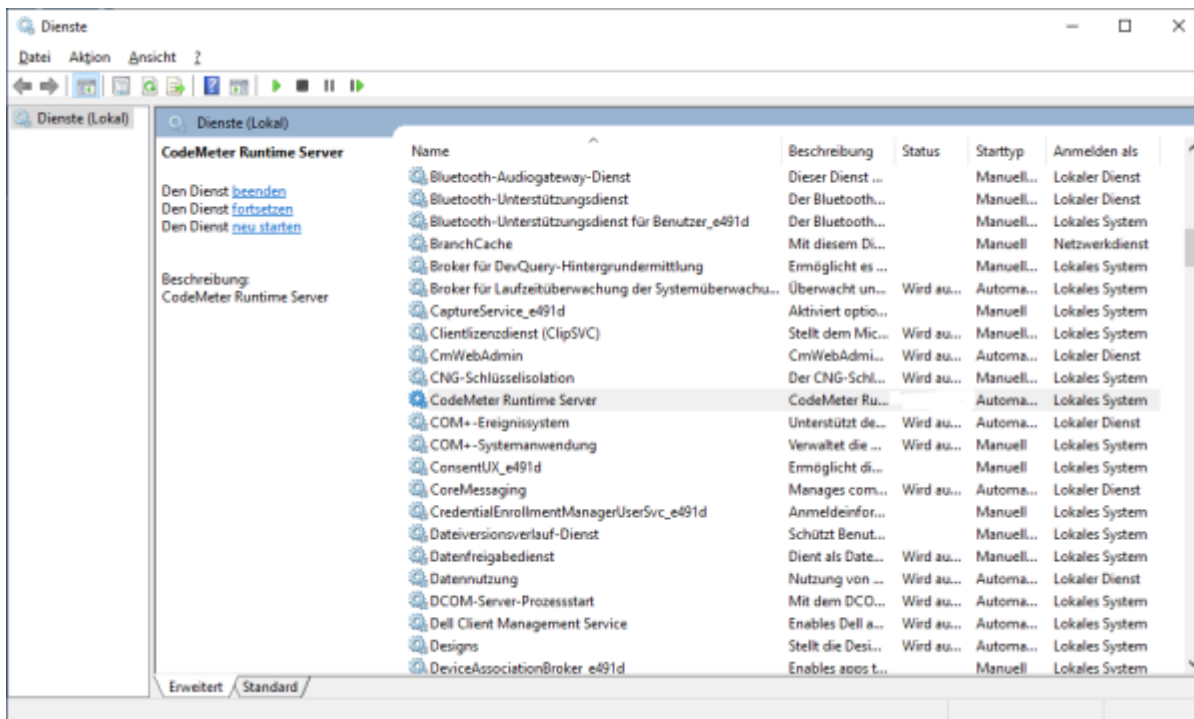 Dienste
Datei Aktion Ansicht ?
Dienste (Lokal)
Dienste (Lokal)
CodeMeter Runtime Server
Den Dienst beenden
Den Dienst fortsetzen
Den Dienst neu starten
Beschreibung:
CodeMeter Runtime Server
Name Beschreibung Status Starttyp Anmelden als
Bluetooth-Audiogateway-Dienst Dieser Dienst ... Manuell... Lokaler Dienst
Bluetooth-Unterstützungsdienst Der Bluetooth... Manuell... Lokaler Dienst
Bluetooth-Unterstützungsdienst für Benutzer_e491d Der Bluetooth... Manuell... Lokales System
BranchCache Mit diesem Di... Manuell Netzwerkdienst
Broker für DevQuery-Hintergrundermittlung Ermöglicht es ... Manuell... Lokales System
Broker für Laufzeitüberwachung der Systemüberwachu... Überwacht un... Wird au... Automa... Lokales System
CaptureService_e491d Aktiviert optio... Manuell Lokales System
Clientlizenzdienst (ClipSVC) Stellt dem Mic... Wird au... Manuell... Lokales System
CmWebAdmin CmWebAdmi... Wird au... Automa... Lokaler Dienst
CNG-Schlüsselisolation Der CNG-Schl... Wird au... Manuell... Lokales System
CodeMeter Runtime Server CodeMeter Ru... Automa... Lokales System
COM+-Ereignissystem Unterstützt de... Wird au... Automa... Lokaler Dienst
COM+-Systemanwendung Verwaltet die ... Wird au... Manuell Lokales System
ConsentUX_e491d Ermöglicht di... Manuell Lokales System
CoreMessaging Manages com... Wird au... Automa... Lokaler Dienst
CredentialEnrollmentManagerUserSvc_e491d Anmeldeinfor... Manuell Lokales System
Dateiversionsverlauf-Dienst Schützt Benut... Manuell... Lokales System
Datenfreigabedienst Dient als Date... Wird au... Manuell... Lokales System
Datennutzung Nutzung von ... Wird au... Automa... Lokaler Dienst
DCOM-Server-Prozessstart Mit dem DCO... Wird au... Automa... Lokales System
Dell Client Management Service Enables Dell a... Wird au... Automa... Lokales System
Designs Stellt die Desi... Wird au... Automa... Lokales System
DeviceAssociationBroker_e491d Enables apps t... Manuell Lokales System
Erweitert Standard